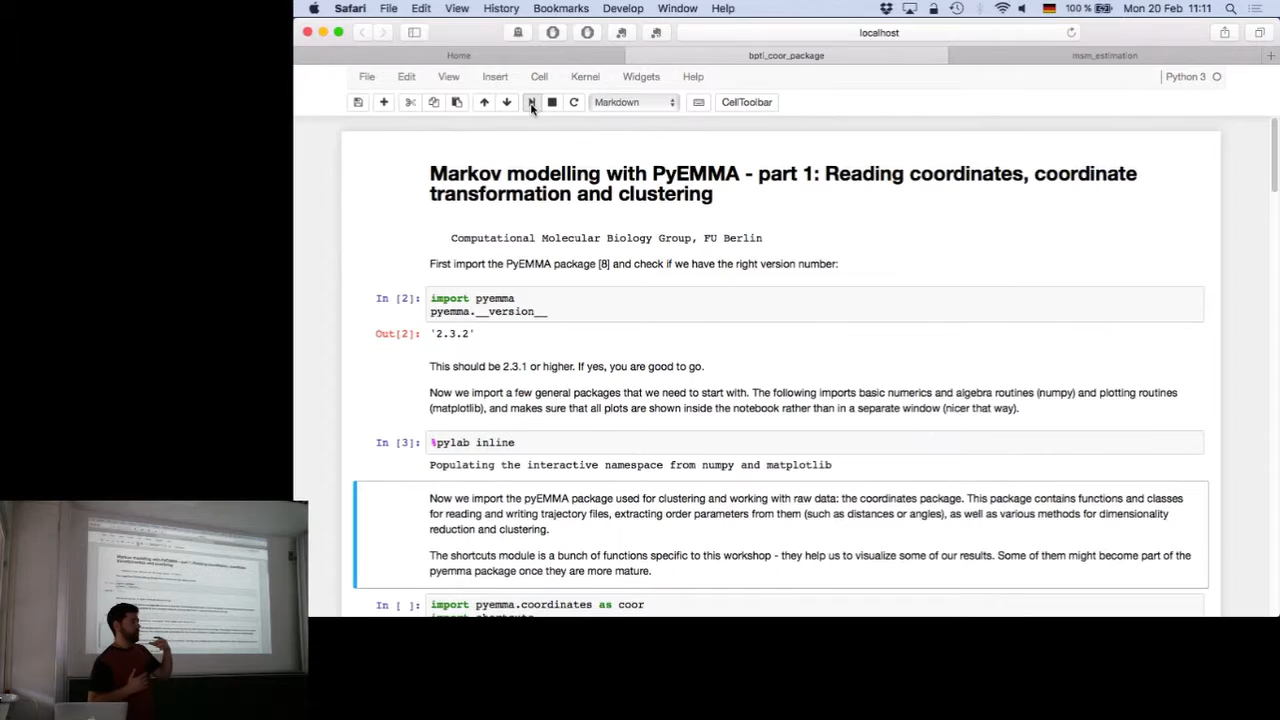 Safari File Edit View History Bookmarks Develop Window Help 100 % Mon 20 Feb 11:11
localhost
Home bpti_coor_package msm_estimation
File Edit View Insert Cell Kernel Widgets Help Python 3
Markdown CellToolbar
Markov modelling with PyEMMA - part 1: Reading coordinates, coordinate
transformation and clustering
Computational Molecular Biology Group, FU Berlin
First import the PyEMMA package [8] and check if we have the right version number:
In [2]: import pyemma
pyemma.__version__
Out[2]: '2.3.2'
This should be 2.3.1 or higher. If yes, you are good to go.
Now we import a few general packages that we need to start with. The following imports basic numerics and algebra routines (numpy) and plotting routines
(matplotlib), and makes sure that all plots are shown inside the notebook rather than in a separate window (nicer that way).
In [3]: %pylab inline
Populating the interactive namespace from numpy and matplotlib
Now we import the pyEMMA package used for clustering and working with raw data: the coordinates package. This package contains functions and classes
for reading and writing trajectory files, extracting order parameters from them (such as distances or angles), as well as various methods for dimensionality
reduction and clustering.
The shortcuts module is a bunch of functions specific to this workshop - they help us to visualize some of our results. Some of them might become part of the
pyemma package once they are more mature.
In [ ]: import pyemma.coordinates as coor